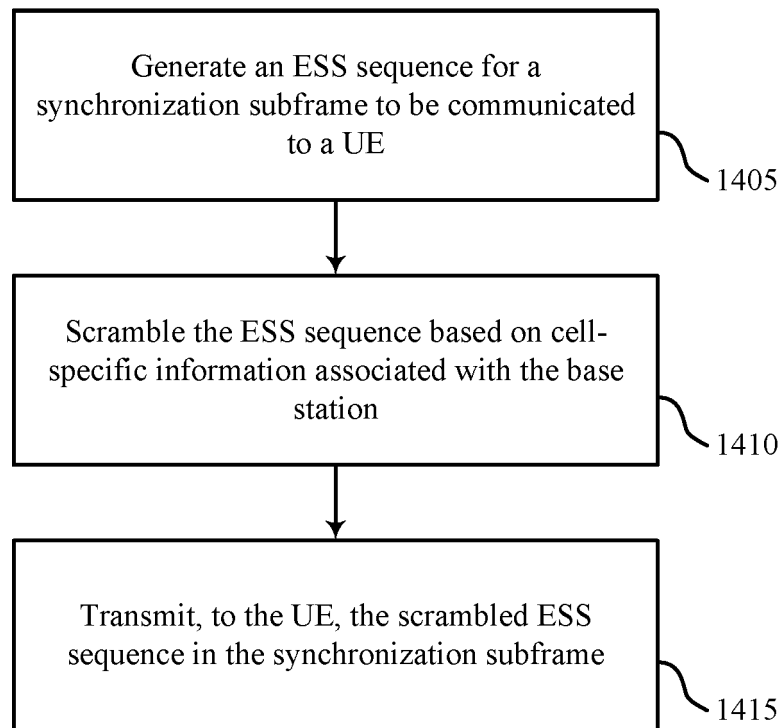 Generate an ESS sequence for a
synchronization subframe to be communicated
to a UE
1405
Scramble the ESS sequence based on cell-
specific information associated with the base
station
1410
Transmit, to the UE, the scrambled ESS
sequence in the synchronization subframe
1415